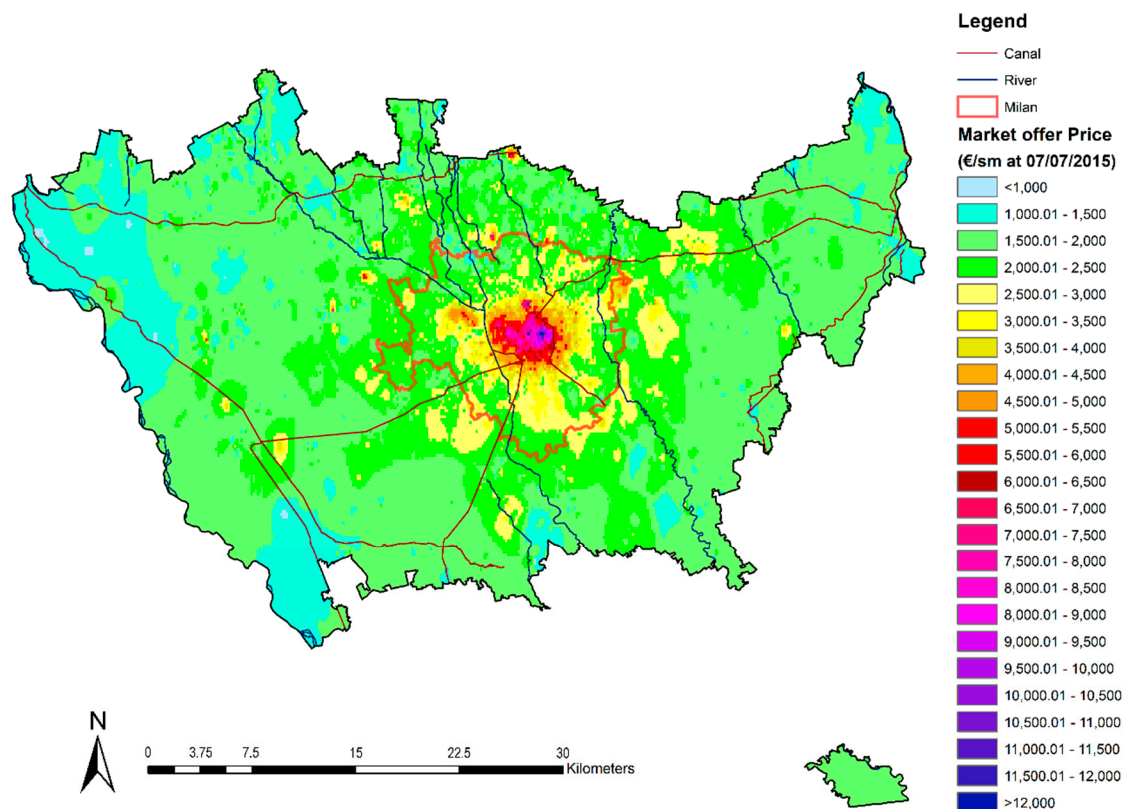 Legend
Canal
River
Milan
Market offer Price
(€/sm at 07/07/2015)
<1,000
1,000.01 - 1,500
1,500.01 - 2,000
2,000.01 - 2,500
2,500.01 - 3,000
3,000.01 - 3,500
3,500.01 - 4,000
4,000.01 - 4,500
4,500.01 - 5,000
5,000.01 - 5,500
5,500.01 - 6,000
6,000.01 - 6,500
6,500.01 - 7,000
7,000.01 - 7,500
7,500.01 - 8,000
8,000.01 - 8,500
8,000.01 - 9,000
9,000.01 - 9,500
9,500.01 - 10,000
10,000.01 - 10,500
10,500.01 - 11,000
11,000.01 - 11,500
11,500.01 - 12,000
>12,000
N
0 3.75 7.5 15 22.5 30
Kilometers